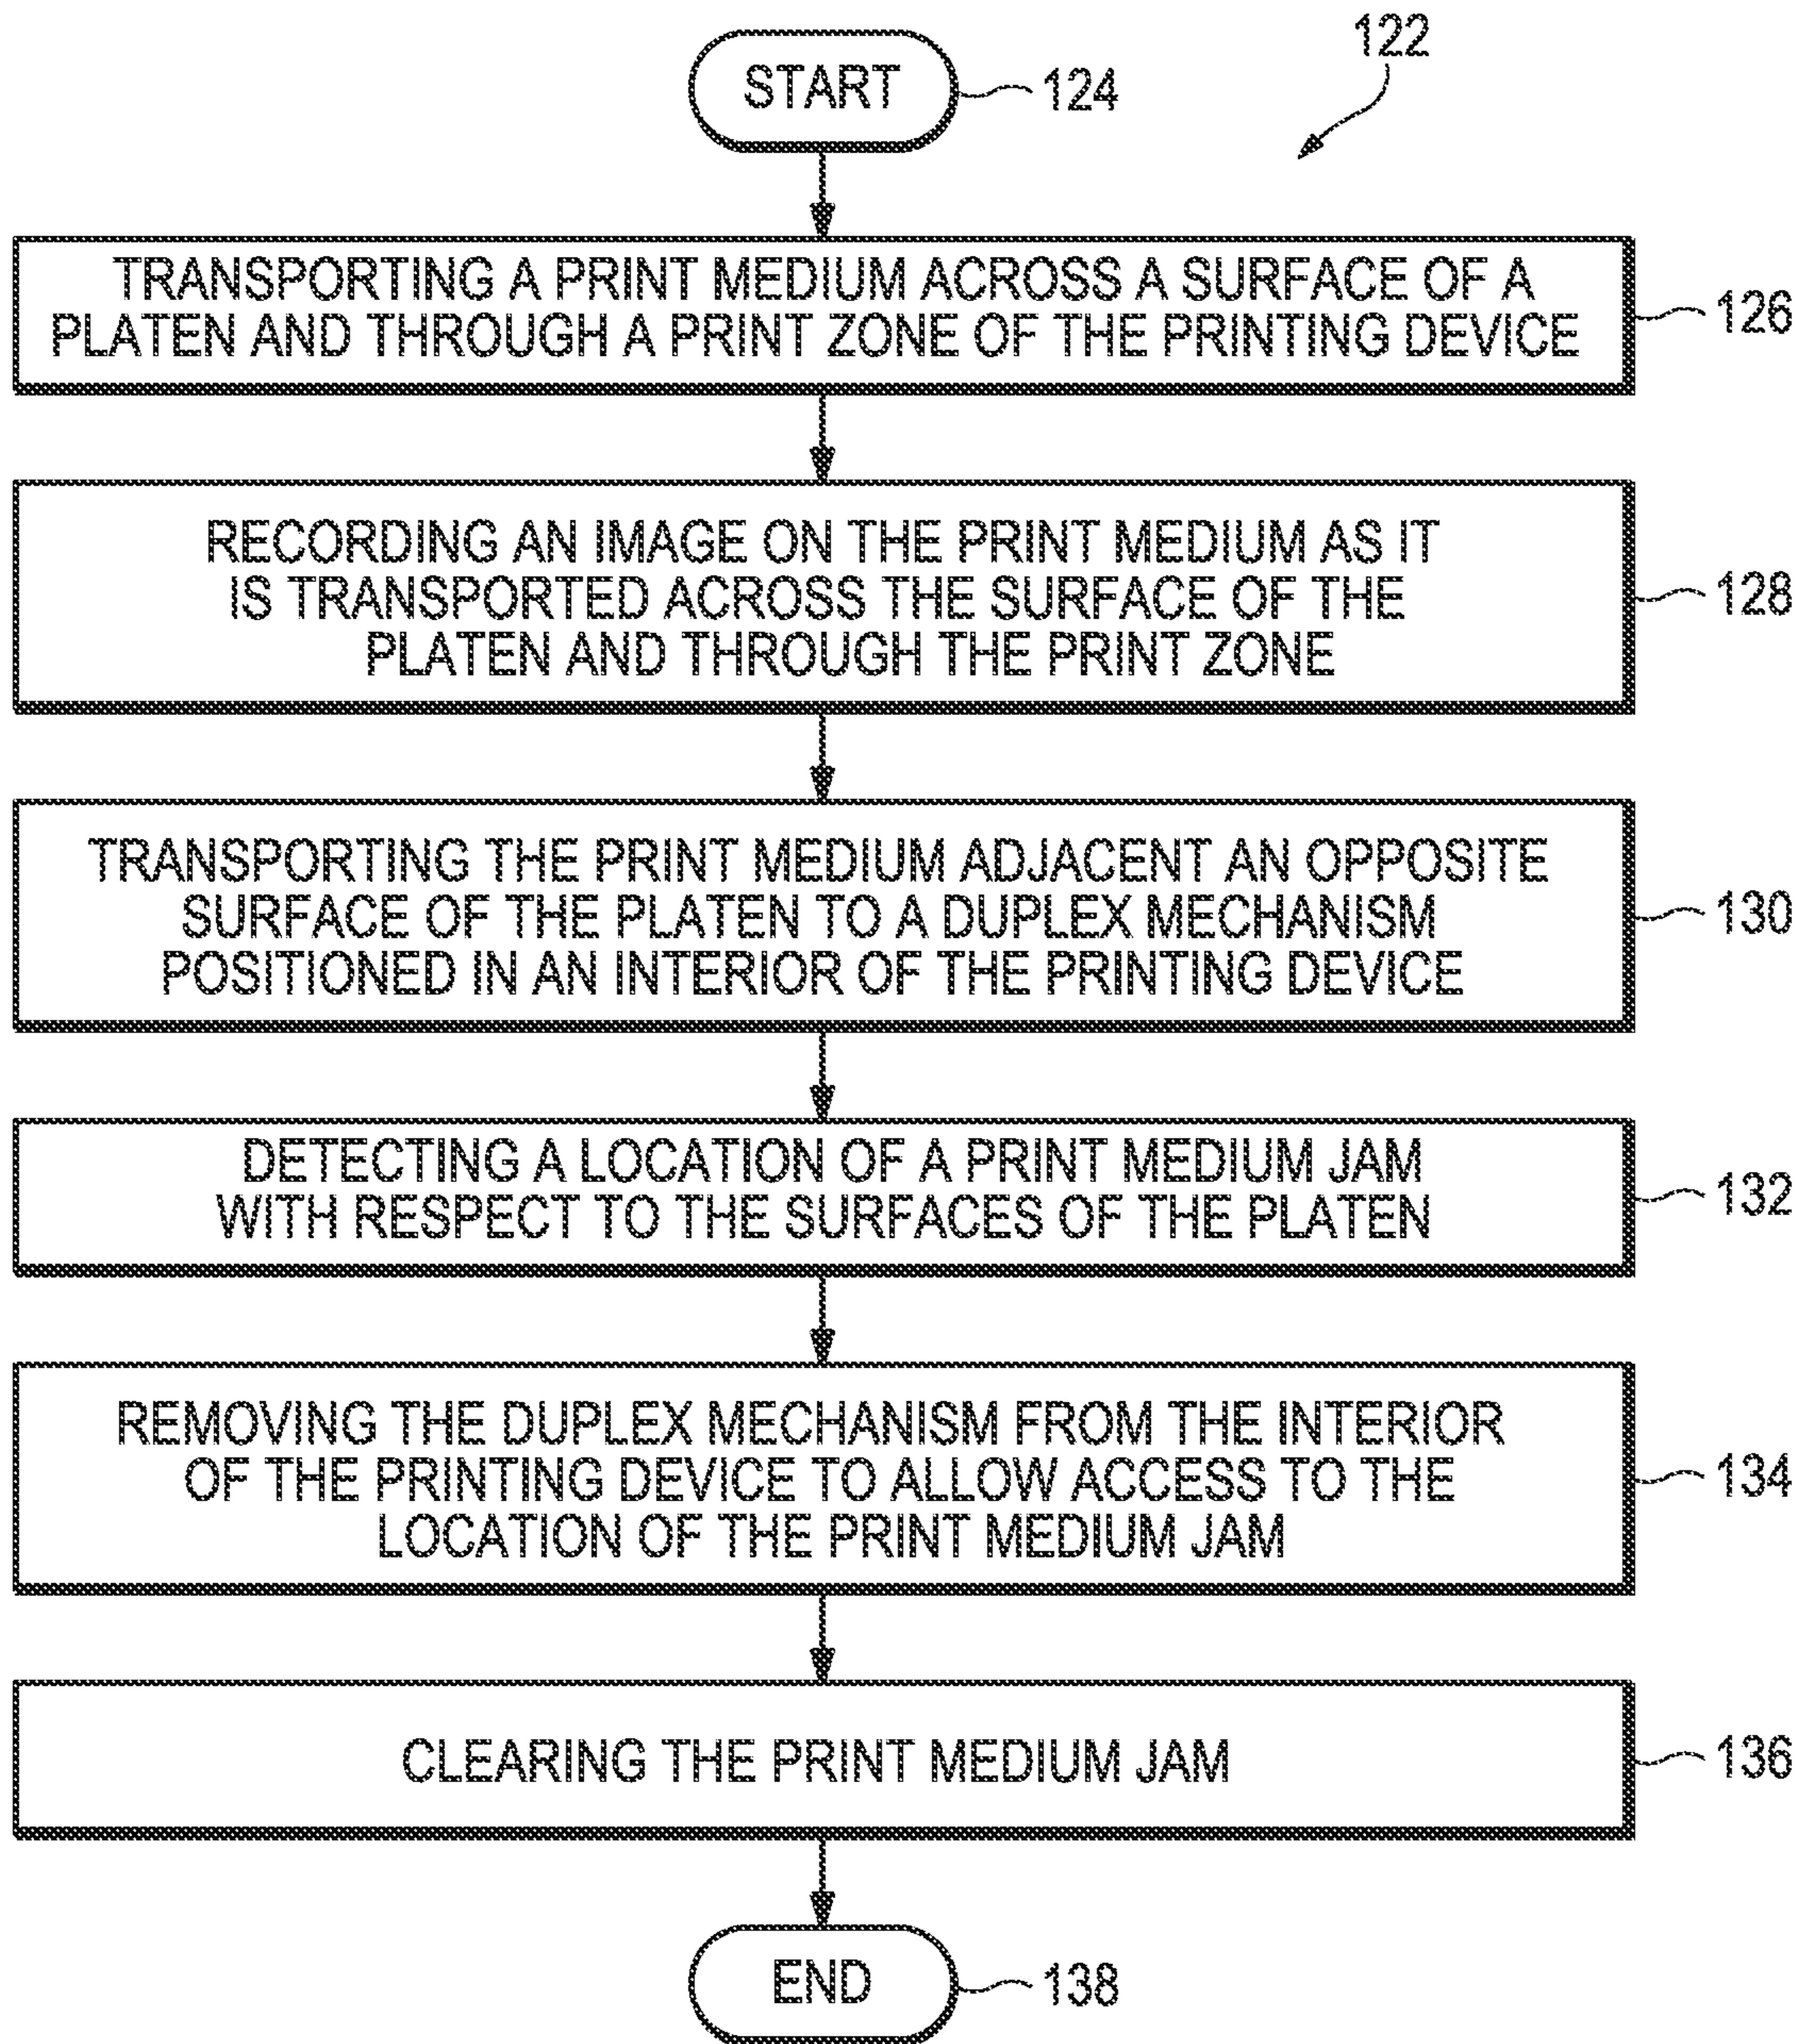 122
START
124
TRANSPORTING A PRINT MEDIUM ACROSS A SURFACE OF A
PLATEN AND THROUGH A PRINT ZONE OF THE PRINTING DEVICE
126
RECORDING AN IMAGE ON THE PRINT MEDIUM AS IT
IS TRANSPORTED ACROSS THE SURFACE OF THE
PLATEN AND THROUGH THE PRINT ZONE
128
TRANSPORTING THE PRINT MEDIUM ADJACENT AN OPPOSITE
SURFACE OF THE PLATEN TO A DUPLEX MECHANISM
POSITIONED IN AN INTERIOR OF THE PRINTING DEVICE
130
DETECTING A LOCATION OF A PRINT MEDIUM JAM
WITH RESPECT TO THE SURFACES OF THE PLATEN
132
REMOVING THE DUPLEX MECHANISM FROM THE INTERIOR
OF THE PRINTING DEVICE TO ALLOW ACCESS TO THE
LOCATION OF THE PRINT MEDIUM JAM
134
CLEARING THE PRINT MEDIUM JAM
136
END
138